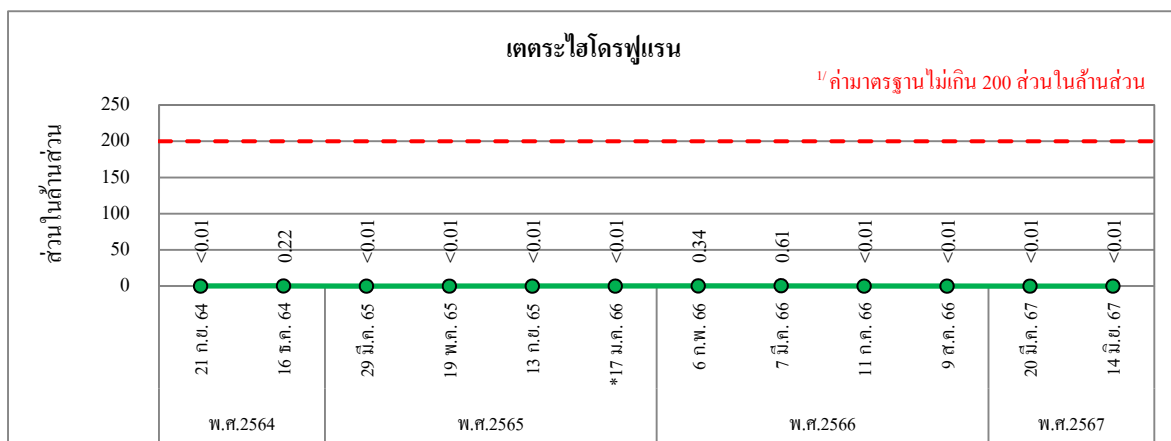 เตตระไฮโดรฟูแรน
1/ ค่ามาตรฐานไม่เกิน 200 ส่วนในล้านส่วน
ส่วนในล้านส่วน
250
200
150
100
50
0
<0.01
0.22
<0.01
<0.01
<0.01
<0.01
0.34
0.61
<0.01
<0.01
<0.01
<0.01
21 ก.ย. 64
16 ธ.ค. 64
29 มี.ค. 65
19 พ.ค. 65
13 ก.ย. 65
*17 ม.ค. 66
6 ก.พ. 66
7 มี.ค. 66
11 ก.ค. 66
9 ส.ค. 66
20 มี.ค. 67
14 มิ.ย. 67
พ.ศ.2564
พ.ศ.2565
พ.ศ.2566
พ.ศ.2567